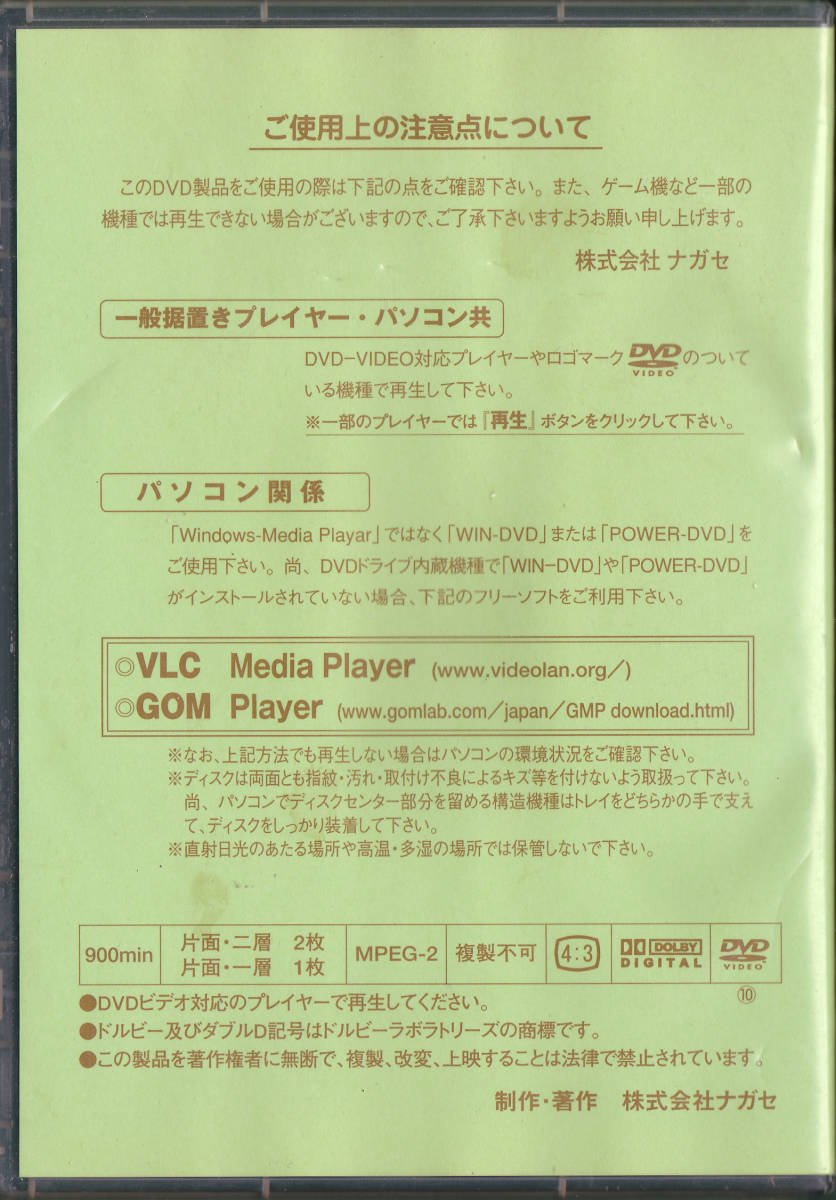 ご使用上の注意点について
このDVD製品をご使用の際は下記の点をご確認下さい。また、ゲーム機など一部の
機種では再生できない場合がございますので、ご了承下さいますようお願い申し上げます。
株式会社 ナガセ
一般据置きプレイヤー・パソコン共
DVD−VIDEO対応プレイヤーやロゴマーク DVD VIDEO のついて
いる機種で再生して下さい。
※一部のプレイヤーでは『再生』ボタンをクリックして下さい。
パソコン関係
「Windows-Media Playar」ではなく「WIN-DVD」または「POWER-DVD」を
ご使用下さい。尚、DVDドライブ内蔵機種で「WIN−DVD」や「POWER-DVD」
がインストールされていない場合、下記のフリーソフトをご利用下さい。
◎VLC Media Player (www.videolan.org／)
◎GOM Player (www.gomlab.com／japan／GMP download.html)
※なお、上記方法でも再生しない場合はパソコンの環境状況をご確認下さい。
※ディスクは両面とも指紋・汚れ・取付け不良によるキズ等を付けないよう取扱って下さい。
尚、パソコンでディスクセンター部分を留める構造機種はトレイをどちらかの手で支え
て、ディスクをしっかり装着して下さい。
※直射日光のあたる場所や高温・多湿の場所では保管しないで下さい。
900min 片面・二層 2枚 片面・一層 1枚 MPEG-2 複製不可 4:3 DOLBY DIGITAL DVD VIDEO
⑩
●DVDビデオ対応のプレイヤーで再生してください。
●ドルビー及びダブルD記号はドルビーラボラトリーズの商標です。
●この製品を著作権者に無断で、複製、改変、上映することは法律で禁止されています。
制作・著作 株式会社ナガセ